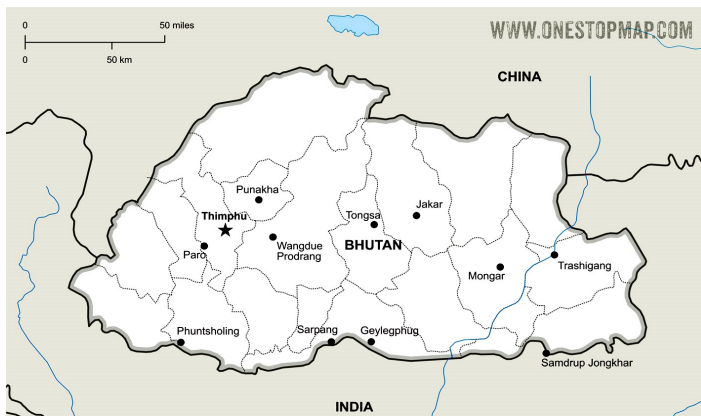 0 50 miles
0 50 km
WWW.ONESTOPMAP.COM
CHINA
Punakha
Thimphu
Jakar
Tongsa
Wangdue
Prodrang
BHUTAN
Paro
Mongar
Trashigang
Phuntsholing
Sarpang
Geylegphug
Samdrup Jongkhar
INDIA